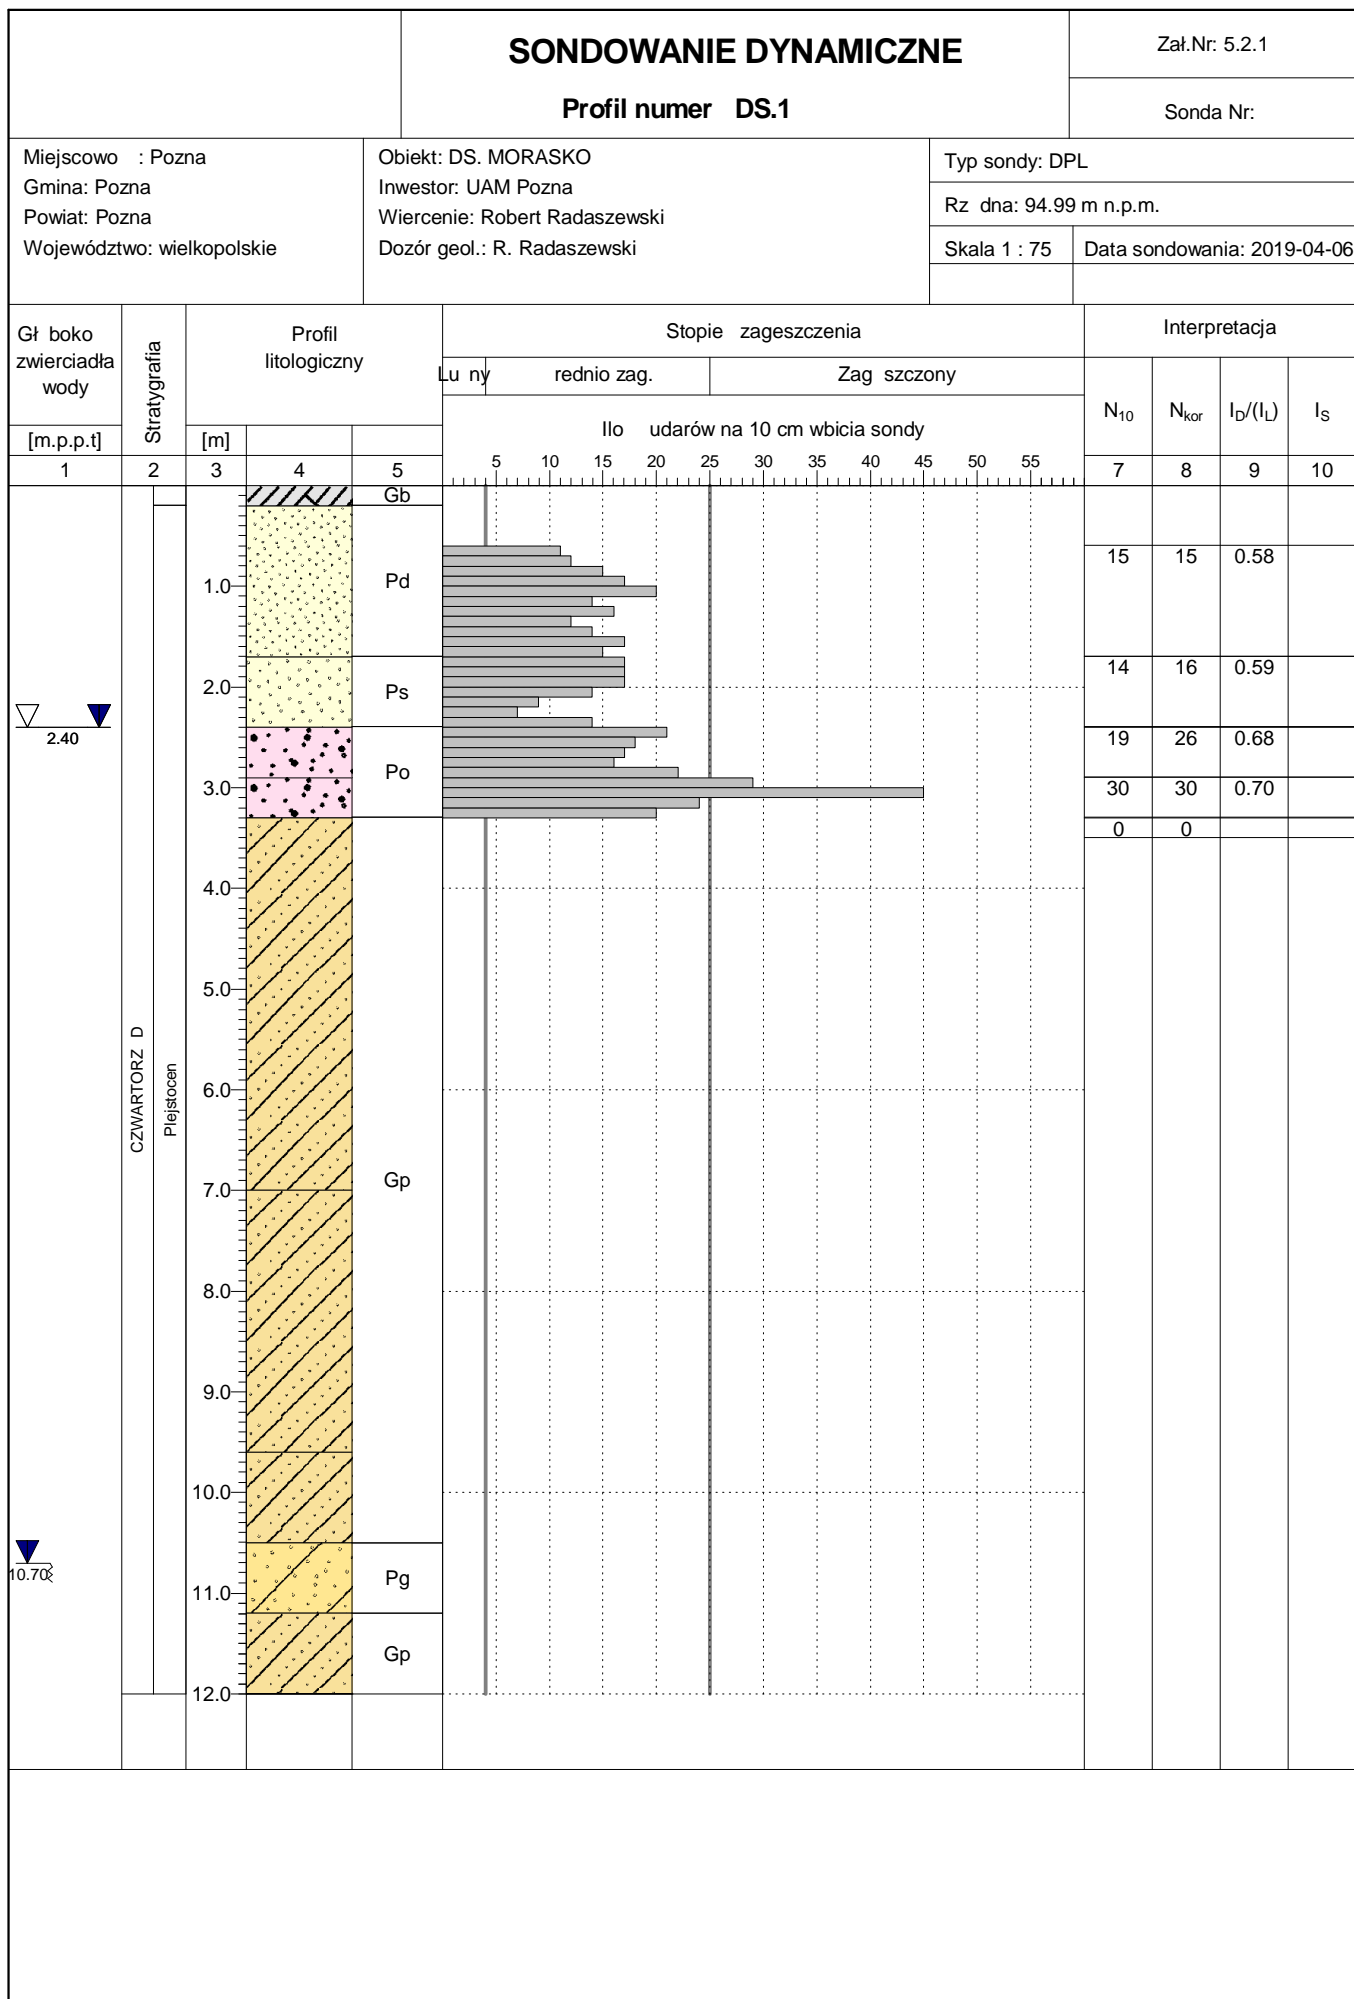 SONDOWANIE DYNAMICZNE
Profil numer DS.1
Zał.Nr: 5.2.1
Sonda Nr:
Miejscowo : Pozna
Gmina: Pozna
Powiat: Pozna
Województwo: wielkopolskie
Obiekt: DS. MORASKO
Inwestor: UAM Pozna
Wiercenie: Robert Radaszewski
Dozór geol.: R. Radaszewski
Typ sondy: DPL
Rz dna: 94.99 m n.p.m.
Skala 1 : 75
Data sondowania: 2019-04-06
Gł boko
zwierciadła
wody
[m.p.p.t]
Stratygrafia
Profil
litologiczny
[m]
Stopie zageszczenia
Lu ny
rednio zag.
Zag szczony
Ilo udarów na 10 cm wbicia sondy
5 10 15 20 25 30 35 40 45 50 55
Interpretacja
N10 Nkor ID/(IL) IS
1 2 3 4 5 7 8 9 10
Gb
Pd
1.0
15 15 0.58
Ps
2.0
14 16 0.59
2.40
Po
19 26 0.68
3.0
30 30 0.70
0 0
4.0
5.0
CZWARTORZ D
Plejstocen
6.0
7.0
Gp
8.0
9.0
10.0
10.70
Pg
11.0
Gp
12.0